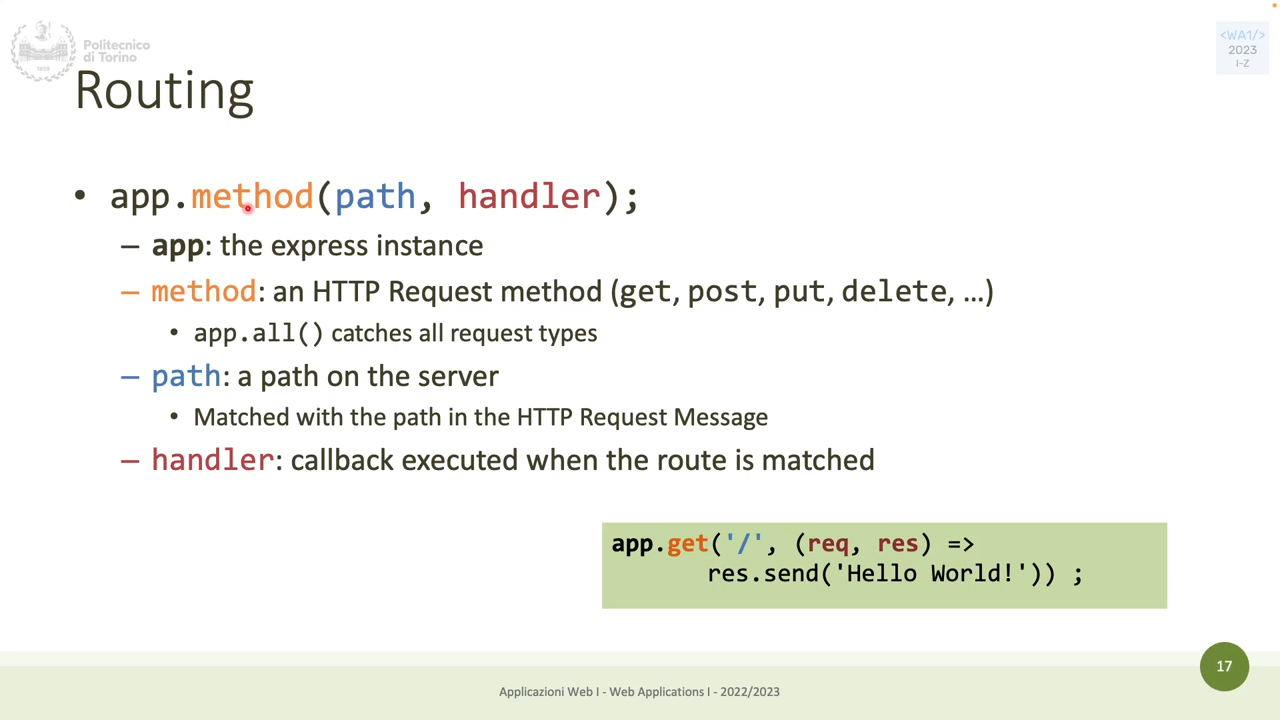 Politecnico
di Torino
1859
<WA1/>
2023
I-Z
Routing
• app.method(path, handler);
– app: the express instance
– method: an HTTP Request method (get, post, put, delete, …)
• app.all() catches all request types
– path: a path on the server
• Matched with the path in the HTTP Request Message
– handler: callback executed when the route is matched
app.get('/', (req, res) =>
res.send('Hello World!')) ;
17
Applicazioni Web I - Web Applications I - 2022/2023